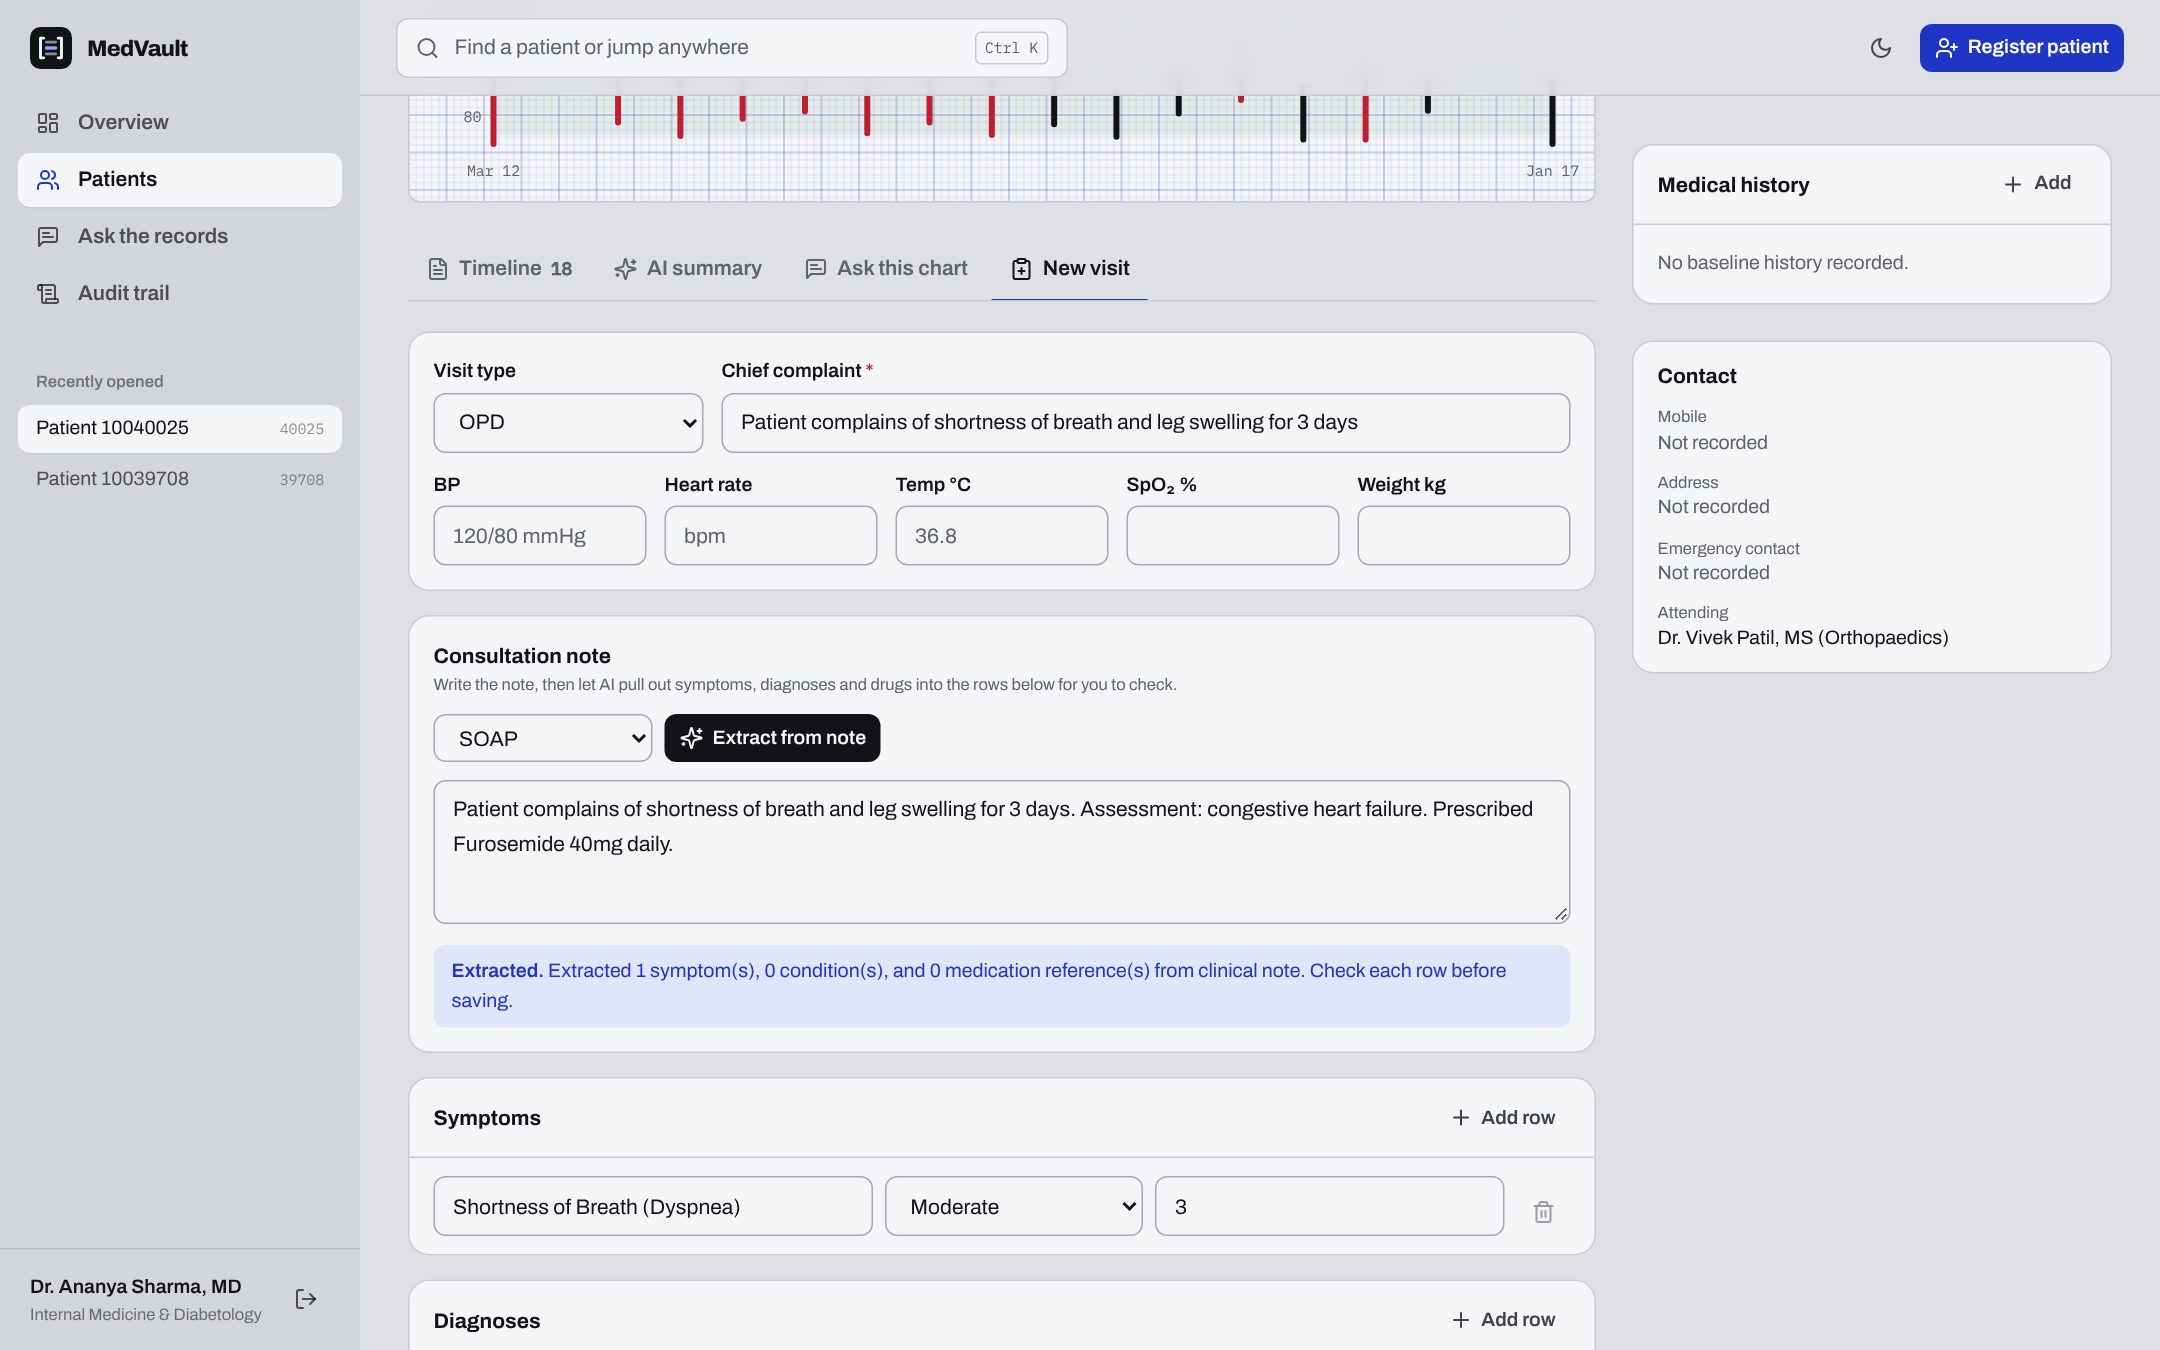 MedVault
Find a patient or jump anywhere
Ctrl K
Register patient
Overview
Patients
Ask the records
Audit trail
Recently opened
Patient 10040025 40025
Patient 10039708 39708
Dr. Ananya Sharma, MD
Internal Medicine & Diabetology
80
Mar 12
Jan 17
Timeline 18
AI summary
Ask this chart
New visit
Visit type
Chief complaint *
OPD
Patient complains of shortness of breath and leg swelling for 3 days
BP
Heart rate
Temp °C
SpO₂ %
Weight kg
120/80 mmHg
bpm
36.8
Consultation note
Write the note, then let AI pull out symptoms, diagnoses and drugs into the rows below for you to check.
SOAP
Extract from note
Patient complains of shortness of breath and leg swelling for 3 days. Assessment: congestive heart failure. Prescribed
Furosemide 40mg daily.
Extracted. Extracted 1 symptom(s), 0 condition(s), and 0 medication reference(s) from clinical note. Check each row before
saving.
Symptoms
Add row
Shortness of Breath (Dyspnea)
Moderate
3
Diagnoses
Add row
Medical history
Add
No baseline history recorded.
Contact
Mobile
Not recorded
Address
Not recorded
Emergency contact
Not recorded
Attending
Dr. Vivek Patil, MS (Orthopaedics)